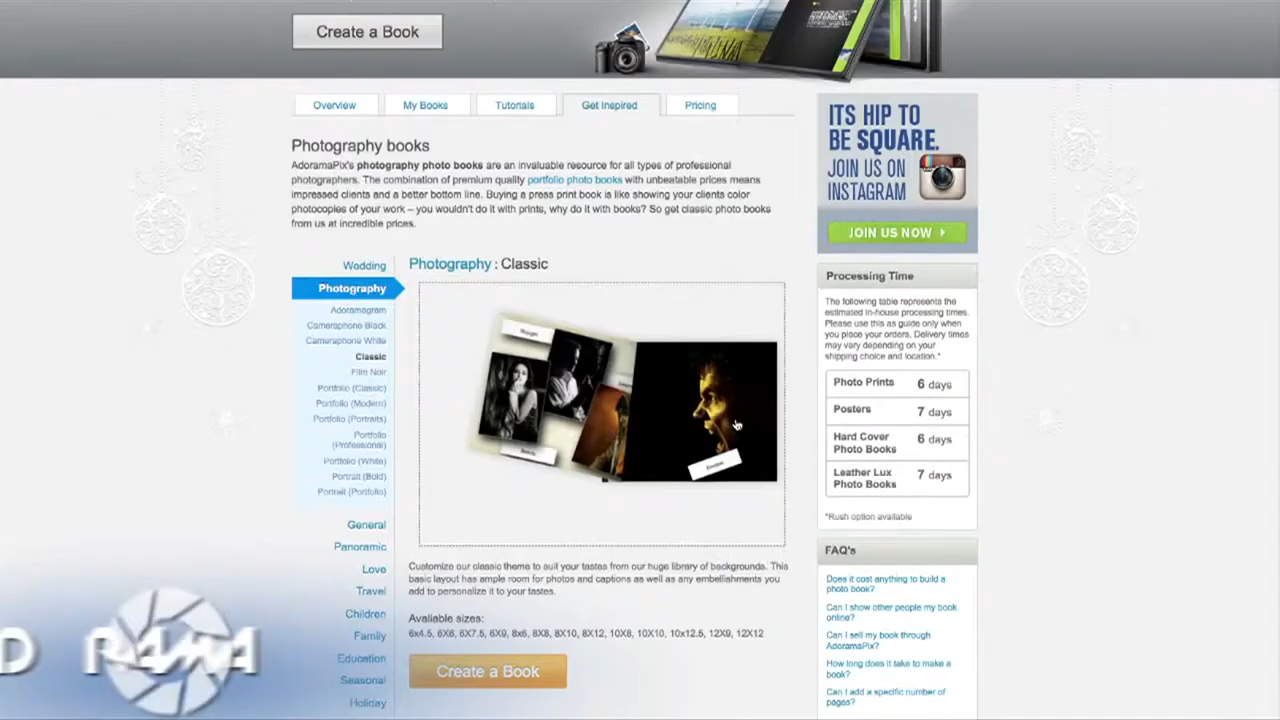 Create a Book
Overview
My Books
Tutorials
Get Inspired
Pricing
Photography books
AdoramaPix's photography photo books are an invaluable resource for all types of professional
photographers. The combination of premium quality portfolio photo books with unbeatable prices means
impressed clients and a better bottom line. Buying a press print book is like showing your clients color
photocopies of your work – you wouldn't do it with prints, why do it with books? So get classic photo books
from us at incredible prices.
Wedding
Photography
Adoramagram
Cameraphone Black
Cameraphone White
Classic
Film Noir
Portfolio (Classic)
Portfolio (Modern)
Portfolio (Portraits)
Portfolio
(Professional)
Portfolio (White)
Portrait (Bold)
Portrait (Portfolio)
General
Panoramic
Love
Travel
Children
Family
Education
Seasonal
Holiday
Photography : Classic
Customize our classic theme to suit your tastes from our huge library of backgrounds. This
basic layout has ample room for photos and captions as well as any embellishments you
add to personalize it to your tastes.
Available sizes:
6x4.5, 6X6, 6X7.5, 6X9, 8x6, 8X8, 8X10, 8X12, 10X8, 10X10, 10x12.5, 12X9, 12X12
Create a Book
ITS HIP TO
BE SQUARE.
JOIN US ON
INSTAGRAM
JOIN US NOW
Processing Time
The following table represents the
estimated in-house processing times.
Please use this as guide only when
you place your orders. Delivery times
may vary depending on your
shipping choice and location.*
Photo Prints 6 days
Posters 7 days
Hard Cover 6 days
Photo Books
Leather Lux 7 days
Photo Books
*Rush option available
FAQ's
Does it cost anything to build a
photo book?
Can I show other people my book
online?
Can I sell my book through
AdoramaPix?
How long does it take to make a
book?
Can I add a specific number of
pages?